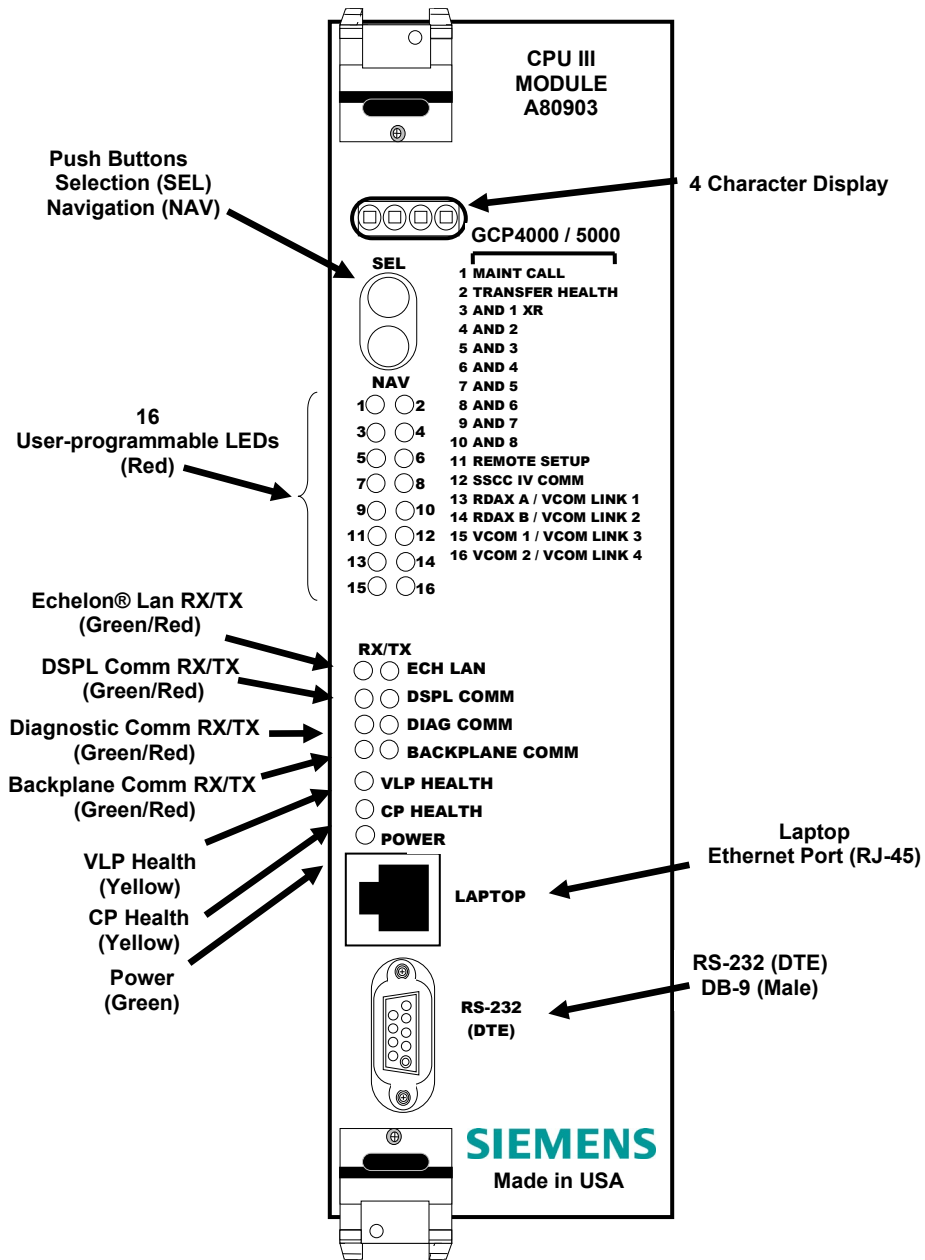 CPU III
MODULE
A80903
Push Buttons
Selection (SEL)
Navigation (NAV)
4 Character Display
GCP4000 / 5000
SEL
NAV
1 MAINT CALL
2 TRANSFER HEALTH
3 AND 1 XR
4 AND 2
5 AND 3
6 AND 4
7 AND 5
8 AND 6
9 AND 7
10 AND 8
11 REMOTE SETUP
12 SSCC IV COMM
13 RDAX A / VCOM LINK 1
14 RDAX B / VCOM LINK 2
15 VCOM 1 / VCOM LINK 3
16 VCOM 2 / VCOM LINK 4
16
User-programmable LEDs
(Red)
1 2
3 4
5 6
7 8
9 10
11 12
13 14
15 16
Echelon® Lan RX/TX
(Green/Red)
DSPL Comm RX/TX
(Green/Red)
Diagnostic Comm RX/TX
(Green/Red)
Backplane Comm RX/TX
(Green/Red)
VLP Health
(Yellow)
CP Health
(Yellow)
Power
(Green)
RX/TX
ECH LAN
DSPL COMM
DIAG COMM
BACKPLANE COMM
VLP HEALTH
CP HEALTH
POWER
LAPTOP
Laptop
Ethernet Port (RJ-45)
RS-232
(DTE)
RS-232 (DTE)
DB-9 (Male)
SIEMENS
Made in USA